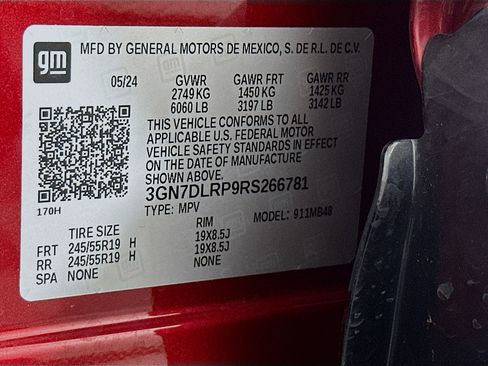 gm
MFD BY GENERAL MOTORS DE MEXICO, S. DE R.L. DE C.V.
05/24 GVWR GAWR FRT GAWR RR
2749 KG 1450 KG 1425 KG
6060 LB 3197 LB 3142 LB
THIS VEHICLE CONFORMS TO ALL
APPLICABLE U.S. FEDERAL MOTOR
VEHICLE SAFETY STANDARDS IN EFFECT
ON THE DATE OF MANUFACTURE
SHOWN ABOVE.
3GN7DLRP9RS266781
170H TYPE: MPV MODEL: 911MB48
TIRE SIZE RIM
FRT 245/55R19 H 19X8.5J
RR 245/55R19 H 19X8.5J
SPA NONE NONE